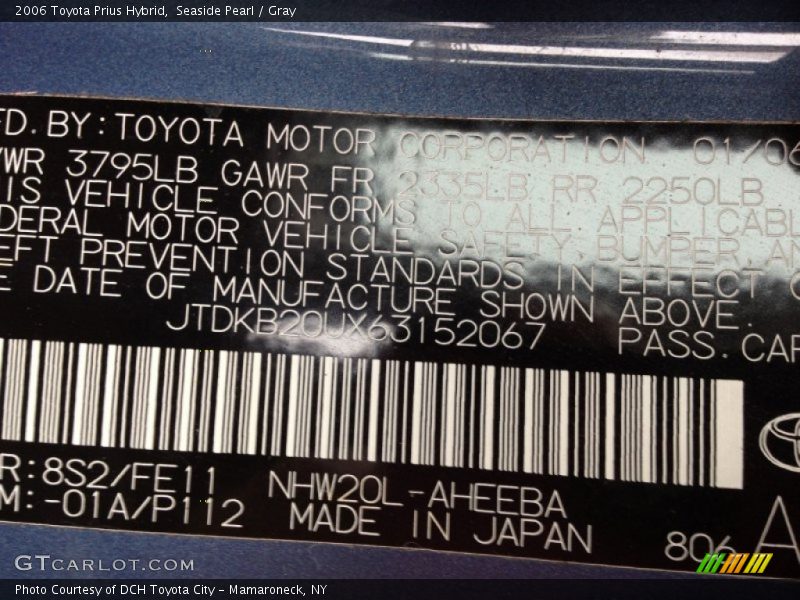 2006 Toyota Prius Hybrid, Seaside Pearl / Gray
FD. BY: TOYOTA MOTOR CORPORATION 01/06
VWR 3795LB GAWR FR 2335LB RR 2250LB
IS VEHICLE CONFORMS TO ALL APPLICABL
DERAL MOTOR VEHICLE SAFETY, BUMPER, AN
EFT PREVENTION STANDARDS IN EFFECT O
E DATE OF MANUFACTURE SHOWN ABOVE.
JTDKB20UX63152067 PASS. CAR
R: 8S2/FE11 NHW20L-AHEEBA
M: -01A/P112 MADE IN JAPAN 806 A
GTCARLOT.COM
Photo Courtesy of DCH Toyota City - Mamaroneck, NY